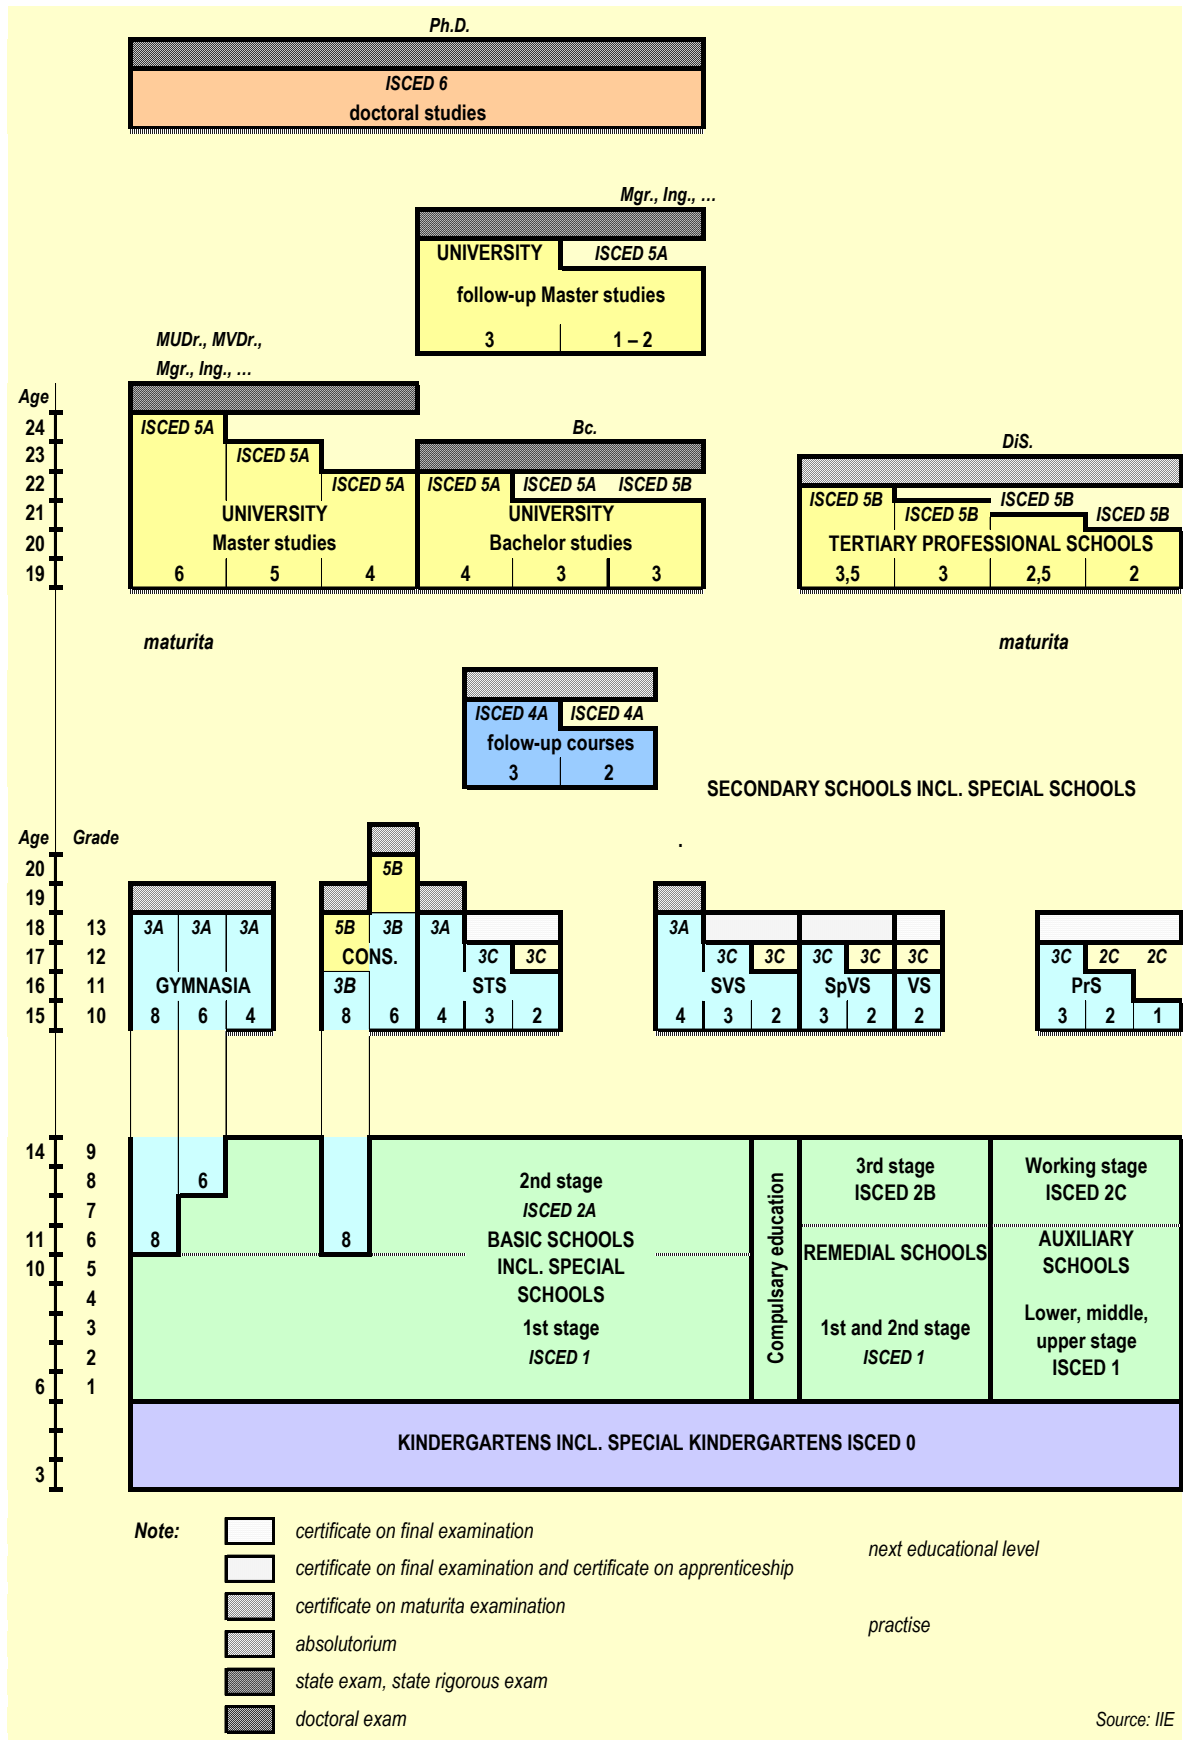 Ph.D.
ISCED 6
doctoral studies
Mgr., Ing., …
UNIVERSITY ISCED 5A
follow-up Master studies
3 1 – 2
MUDr., MVDr.,
Mgr., Ing., …
Age
24 ISCED 5A Bc.
23 ISCED 5A DiS.
22 ISCED 5A ISCED 5A ISCED 5A ISCED 5B ISCED 5B ISCED 5B
21 UNIVERSITY UNIVERSITY ISCED 5B ISCED 5B
20 Master studies Bachelor studies TERTIARY PROFESSIONAL SCHOOLS
19 6 5 4 4 3 3 3,5 3 2,5 2
maturita maturita
ISCED 4A ISCED 4A
folow-up courses
3 2
SECONDARY SCHOOLS INCL. SPECIAL SCHOOLS
Age Grade .
20 5B
19
18 13 3A 3A 3A 5B 3B 3A 3A
17 12 CONS. 3C 3C 3C 3C 3C 3C 3C 3C 2C 2C
16 11 GYMNASIA 3B STS SVS SpVS VS PrS
15 10 8 6 4 8 6 4 3 2 4 3 2 3 2 2 3 2 1
14 9
8 6 2nd stage 3rd stage Working stage
ISCED 2B ISCED 2C
7 ISCED 2A
11 6 8 8 BASIC SCHOOLS Compulsary education REMEDIAL SCHOOLS AUXILIARY
10 5 INCL. SPECIAL SCHOOLS
4 SCHOOLS
3 1st stage 1st and 2nd stage Lower, middle,
upper stage
2 ISCED 1 ISCED 1 ISCED 1
6 1
KINDERGARTENS INCL. SPECIAL KINDERGARTENS ISCED 0
3
Note: certificate on final examination
next educational level
certificate on final examination and certificate on apprenticeship
certificate on maturita examination
practise
absolutorium
state exam, state rigorous exam
doctoral exam
Source: IIE